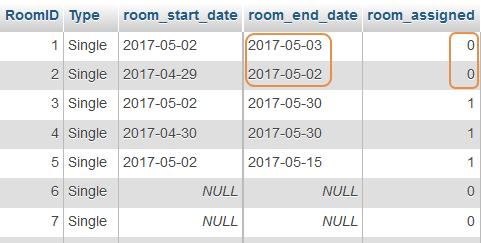 RoomID Type room_start_date room_end_date room_assigned
1 Single 2017-05-02 2017-05-03 0
2 Single 2017-04-29 2017-05-02 0
3 Single 2017-05-02 2017-05-30 1
4 Single 2017-04-30 2017-05-30 1
5 Single 2017-05-02 2017-05-15 1
6 Single NULL NULL 0
7 Single NULL NULL 0